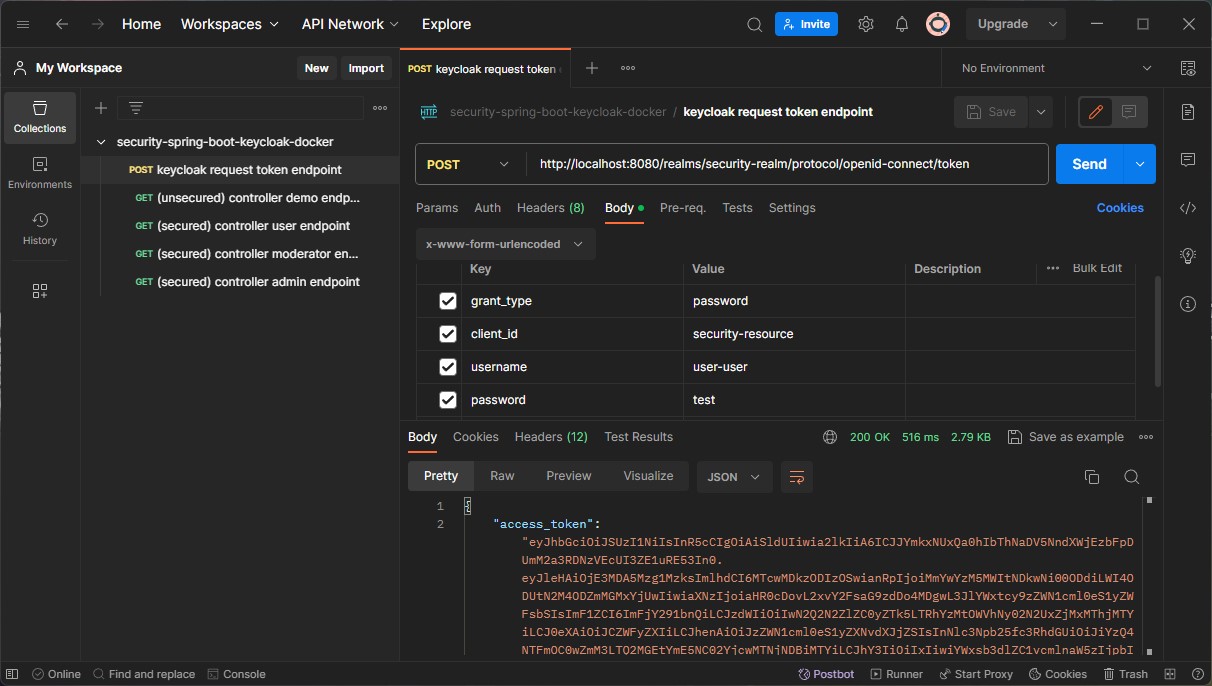 Home Workspaces API Network Explore Invite Upgrade
My Workspace New Import POST keycloak request token No Environment
Collections
security-spring-boot-keycloak-docker / keycloak request token endpoint Save
security-spring-boot-keycloak-docker
POST keycloak request token endpoint
POST http://localhost:8080/realms/security-realm/protocol/openid-connect/token Send
Environments
GET (unsecured) controller demo endp...
Params Auth Headers (8) Body Pre-req. Tests Settings Cookies
GET (secured) controller user endpoint
History
x-www-form-urlencoded
GET (secured) controller moderator en...
Key Value Description Bulk Edit
GET (secured) controller admin endpoint
grant_type password
client_id security-resource
username user-user
password test
Body Cookies Headers (12) Test Results 200 OK 516 ms 2.79 KB Save as example
Pretty Raw Preview Visualize JSON
1 {
2 "access_token":
Online Find and replace Console Postbot Runner Start Proxy Cookies Trash